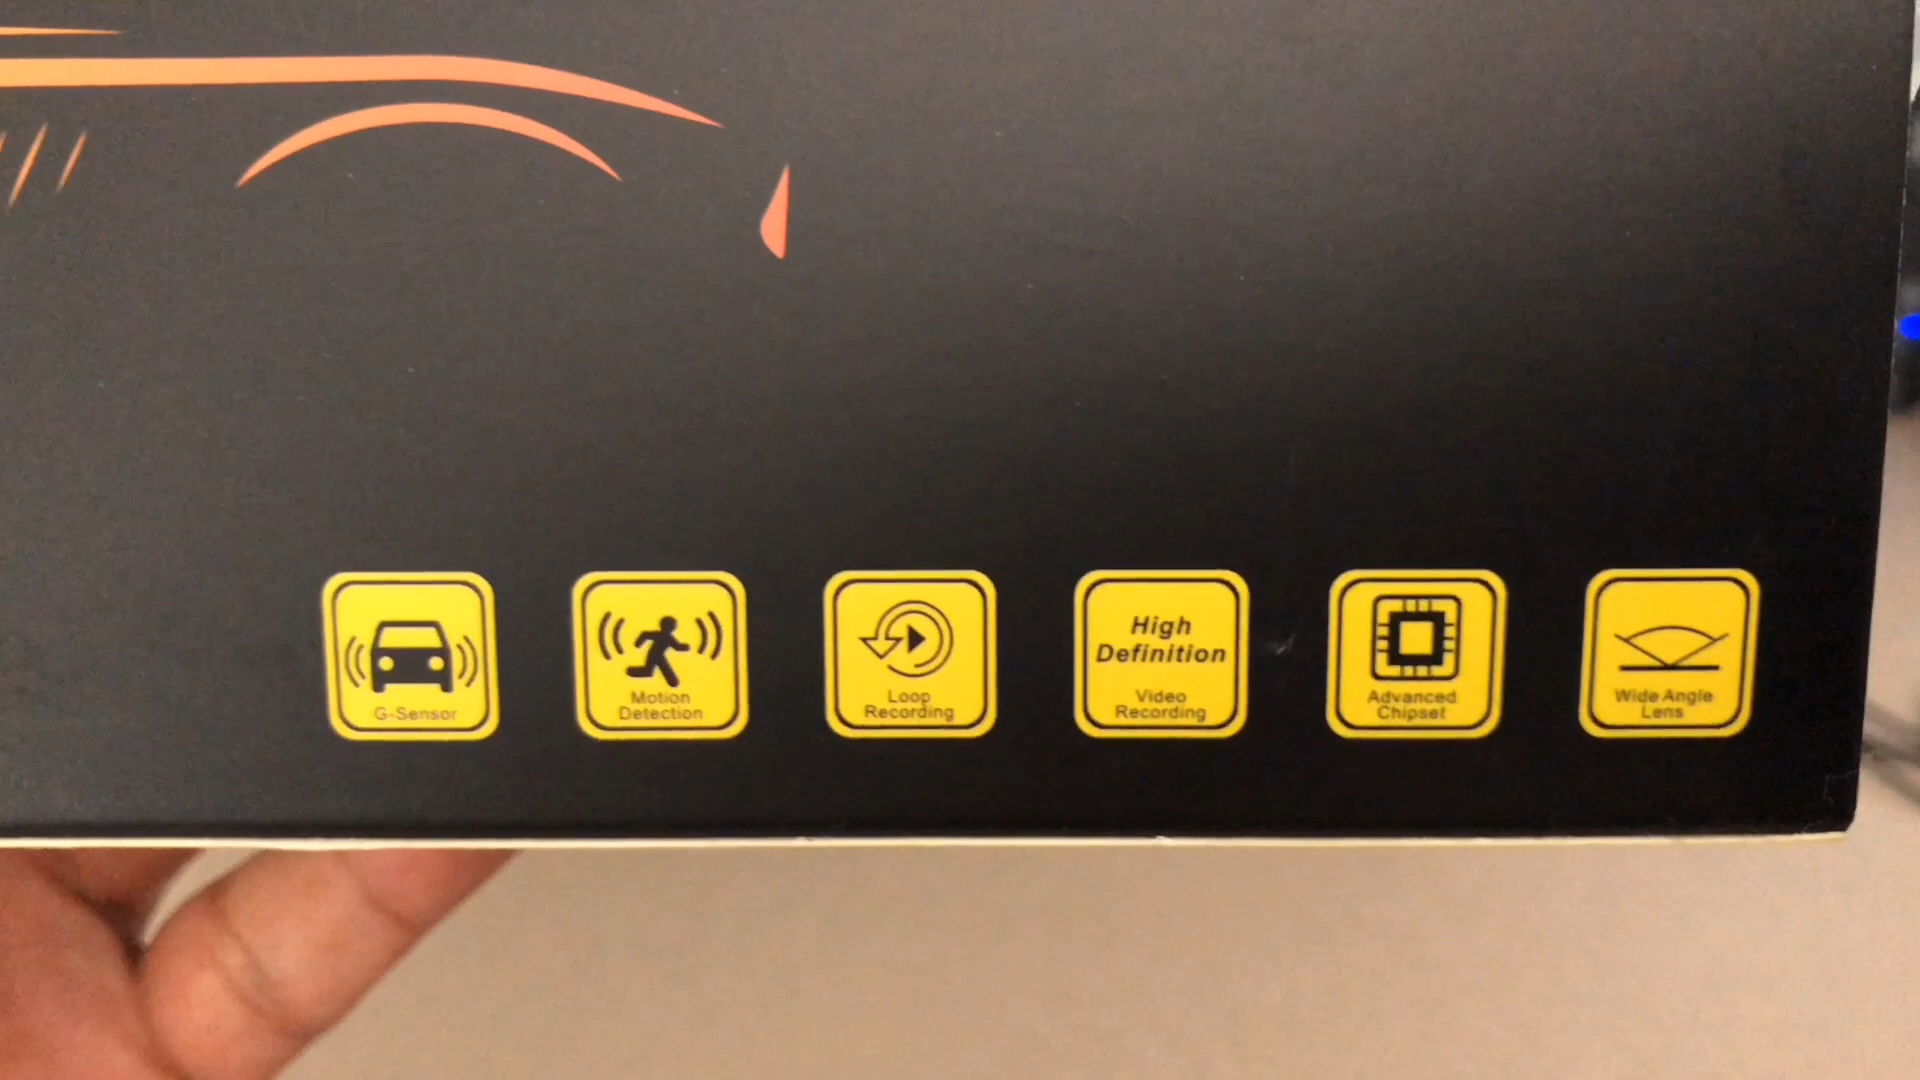 G-Sensor
Motion
Detection
Loop
Recording
High
Definition
Video
Recording
Advanced
Chipset
Wide Angle
Lens